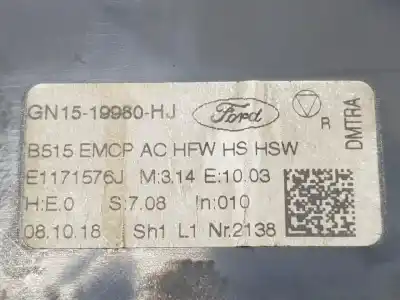 GN15-19980-HJ Ford R
DMTRA
B515 EMCP AC HFW HS HSW
E1171576J M:3.14 E:10.03
H:E.0 S:7.08 In:010
08.10.18 Sh1 L1 Nr.2138